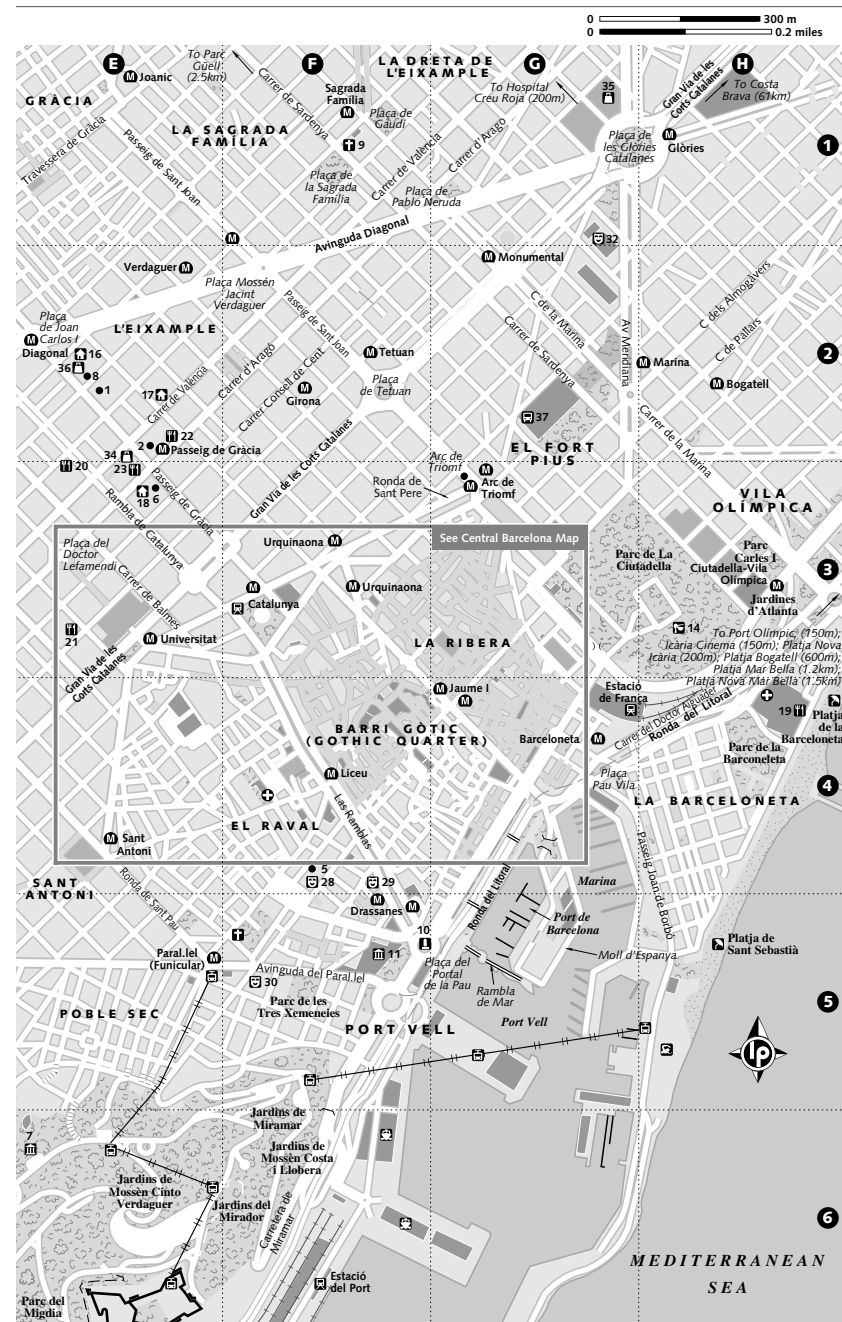 0 300 m
0 0.2 miles
E
F
G
H
To Parc
Güell
(2.5km)
Joanic
GRÀCIA
Travessera de Gràcia
LA SAGRADA
FAMÍLIA
Passeig de Sant Joan
Carrer de Sardenya
Sagrada
Família
LA DRETA DE
L'EIXAMPLE
Plaça de
Gaudí
9
Plaça de
la Sagrada
Família
Carrer de València
Carrer d'Aragó
To Hospital
Creu Roja (200m)
35
Gran Via de les
Corts Catalanes
To Costa
Brava (61km)
Plaça de
les Glòries
Catalanes
Glòries
1
Plaça de
Pablo Neruda
Avinguda Diagonal
32
Monumental
Verdaguer
Plaça Mossén
Jacint
Verdaguer
Passeig de Sant Joan
C de la Marina
Carrer de Sardenya
Av Meridiana
C dels Almogàvers
C de Pallars
Plaça
de Joan
Carlos I
Diagonal
L'EIXAMPLE
16
36
8
1
17
Carrer de València
Carrer d'Aragó
Carrer Consell de Cent
Girona
Tetuan
Plaça
de Tetuan
Marina
Bogatell
2
37
Carrer de la Marina
22
2
Passeig de Gràcia
34
23
20
Gran Via de les Corts Catalanes
EL FORT
PIUS
Arc de
Triomf
Arc de
Triomf
Ronda de
Sant Pere
18
6
Passeig de Gràcia
Rambla de Catalunya
VILA
OLÍMPICA
See Central Barcelona Map
Plaça del
Doctor
Lefamendi
Carrer de Balmes
Urquinaona
Urquinaona
Catalunya
Parc de La
Ciutadella
Parc
Carles I
Ciutadella-Vila
Olímpica
Jardines
d'Atlanta
3
21
Universitat
Gran Via de les
Corts Catalanes
LA RIBERA
14
To Port Olímpic, (150m);
Icària Cinema (150m); Platja Nova
Icària (200m); Platja Bogatell (600m);
Platja Mar Bella (1.2km);
Platja Nova Mar Bella (1.5km)
Jaume I
Estació
de França
Carrer del Doctor Aiguader
Ronda del Litoral
19
Platja
de la
Barceloneta
BARRI GÒTIC
(GOTHIC QUARTER)
Barceloneta
Parc de la
Barconeleta
Liceu
Plaça
Pau Vila
LA BARCELONETA
4
EL RAVAL
Las Ramblas
Sant
Antoni
SANT
ANTONI
Ronda de Sant Pau
5
28
29
Drassanes
Ronda del Litoral
Marina
Port de
Barcelona
Passeig Joan de Borbó
10
Paral.lel
(Funicular)
11
Plaça del
Portal
de la Pau
Moll d'Espanya
Platja de
Sant Sebastià
Avinguda del Paral.lel
30
Rambla
de Mar
Parc de les
Tres Xemeneies
POBLE SEC
PORT VELL
Port Vell
5
lp
7
Jardins de
Miramar
Jardins de
Mossèn Costa
i Llobera
Jardins de
Mossèn Cinto
Verdaguer
Jardins del
Mirador
Carretera de
Miramar
6
MEDITERRANEAN
SEA
Estació
del Port
Parc del
Migdia